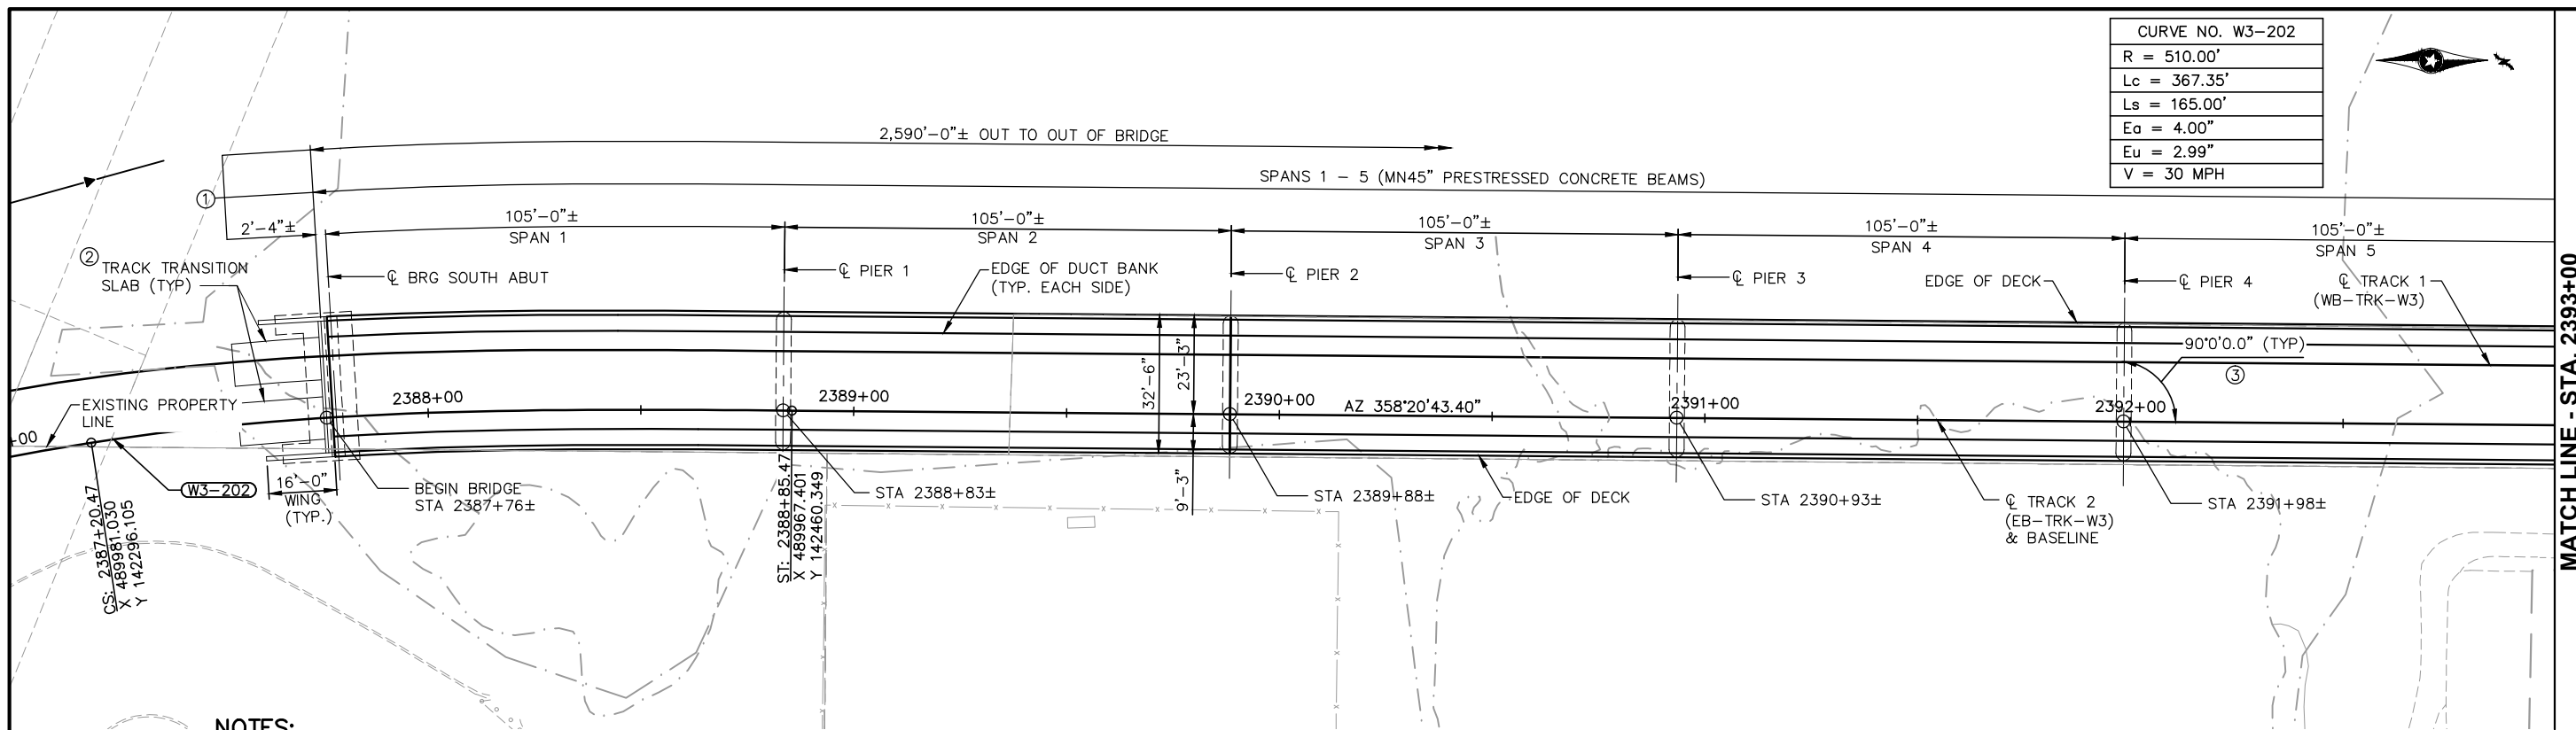 CURVE NO. W3-202
R = 510.00'
Lc = 367.35'
Ls = 165.00'
Ea = 4.00"
Eu = 2.99"
V = 30 MPH
2,590'-0"± OUT TO OUT OF BRIDGE
SPANS 1 - 5 (MN45" PRESTRESSED CONCRETE BEAMS)
1
2'-4"±
105'-0"±
SPAN 1
105'-0"±
SPAN 2
105'-0"±
SPAN 3
105'-0"±
SPAN 4
105'-0"±
SPAN 5
2
TRACK TRANSITION
SLAB (TYP)
℄ BRG SOUTH ABUT
℄ PIER 1
EDGE OF DUCT BANK
(TYP. EACH SIDE)
℄ PIER 2
℄ PIER 3
EDGE OF DECK
℄ PIER 4
℄ TRACK 1
(WB-TRK-W3)
90°0'0.0" (TYP)
3
32'-6"
23'-3"
9'-3"
EXISTING PROPERTY
LINE
+00
2388+00
2389+00
2390+00
AZ 358°20'43.40"
2391+00
2392+00
W3-202
16'-0"
WING
(TYP.)
BEGIN BRIDGE
STA 2387+76±
STA 2388+83±
STA 2389+88±
EDGE OF DECK
STA 2390+93±
℄ TRACK 2
(EB-TRK-W3)
& BASELINE
STA 2391+98±
CS: 2387+20.47
X 489981.030
Y 142296.105
ST: 2388+85.47
X 489967.401
Y 142460.349
MATCH LINE - STA. 2393+00
NOTES: